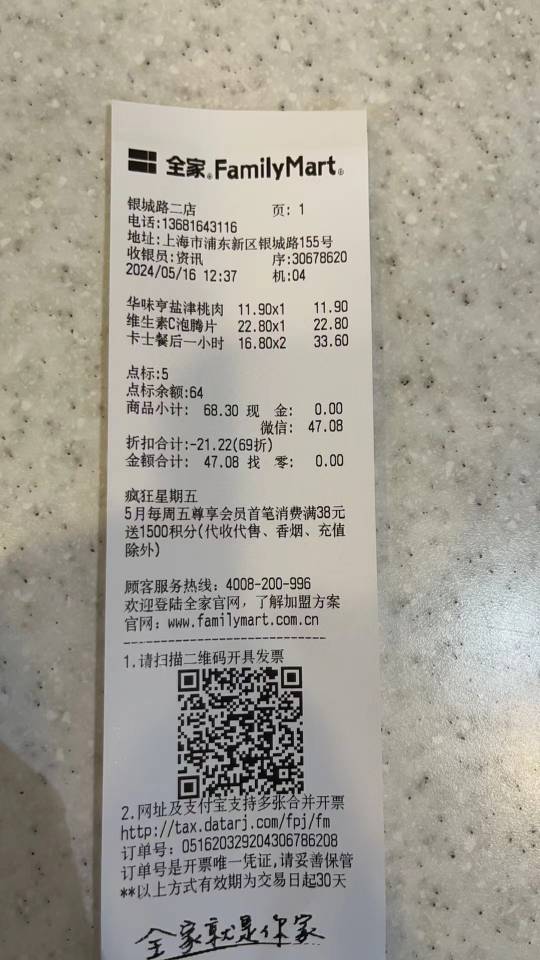 全家®FamilyMart®
银城路二店 页: 1
电话:13681643116
地址:上海市浦东新区银城路155号
收银员:资讯 序:30678620
2024/05/16 12:37 机:04
华味亨盐津桃肉 11.90x1 11.90
维生素C泡腾片 22.80x1 22.80
卡士餐后一小时 16.80x2 33.60
点标:5
点标余额:64
商品小计: 68.30 现 金: 0.00
微信: 47.08
折扣合计:-21.22(69折)
金额合计: 47.08 找 零: 0.00
疯狂星期五
5月每周五尊享会员首笔消费满38元
送1500积分(代收代售、香烟、充值
除外)
顾客服务热线: 4008-200-996
欢迎登陆全家官网，了解加盟方案
官网: www.familymart.com.cn
1.请扫描二维码开具发票
2.网址及支付宝支持多张合并开票
http://tax.datarj.com/fpj/fm
订单号: 051620329204306786208
订单号是开票唯一凭证,请妥善保管
**以上方式有效期为交易日起30天
全家就是你家